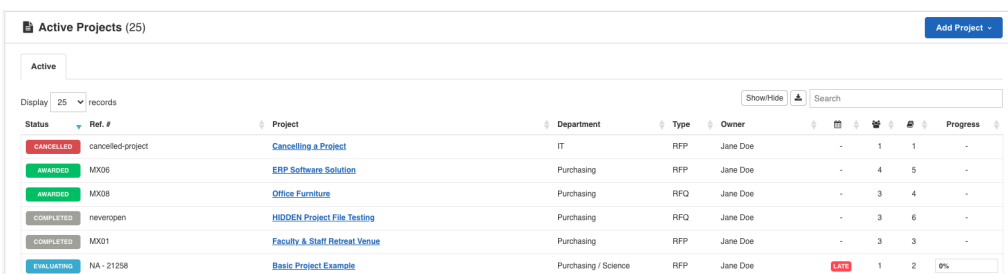 Active Projects (25)
Add Project
Active
Display 25 records
Show/Hide Search
Status Ref. # Project Department Type Owner Progress
CANCELLED cancelled-project Cancelling a Project IT RFP Jane Doe - 1 1 -
AWARDED MX06 ERP Software Solution Purchasing RFP Jane Doe - 4 5 -
AWARDED MX08 Office Furniture Purchasing RFQ Jane Doe - 3 4 -
COMPLETED neveropen HIDDEN Project File Testing Purchasing RFQ Jane Doe - 3 6 -
COMPLETED MX01 Faculty & Staff Retreat Venue Purchasing RFP Jane Doe - 3 3 -
EVALUATING NA - 21258 Basic Project Example Purchasing / Science RFP Jane Doe LATE 1 2 0%